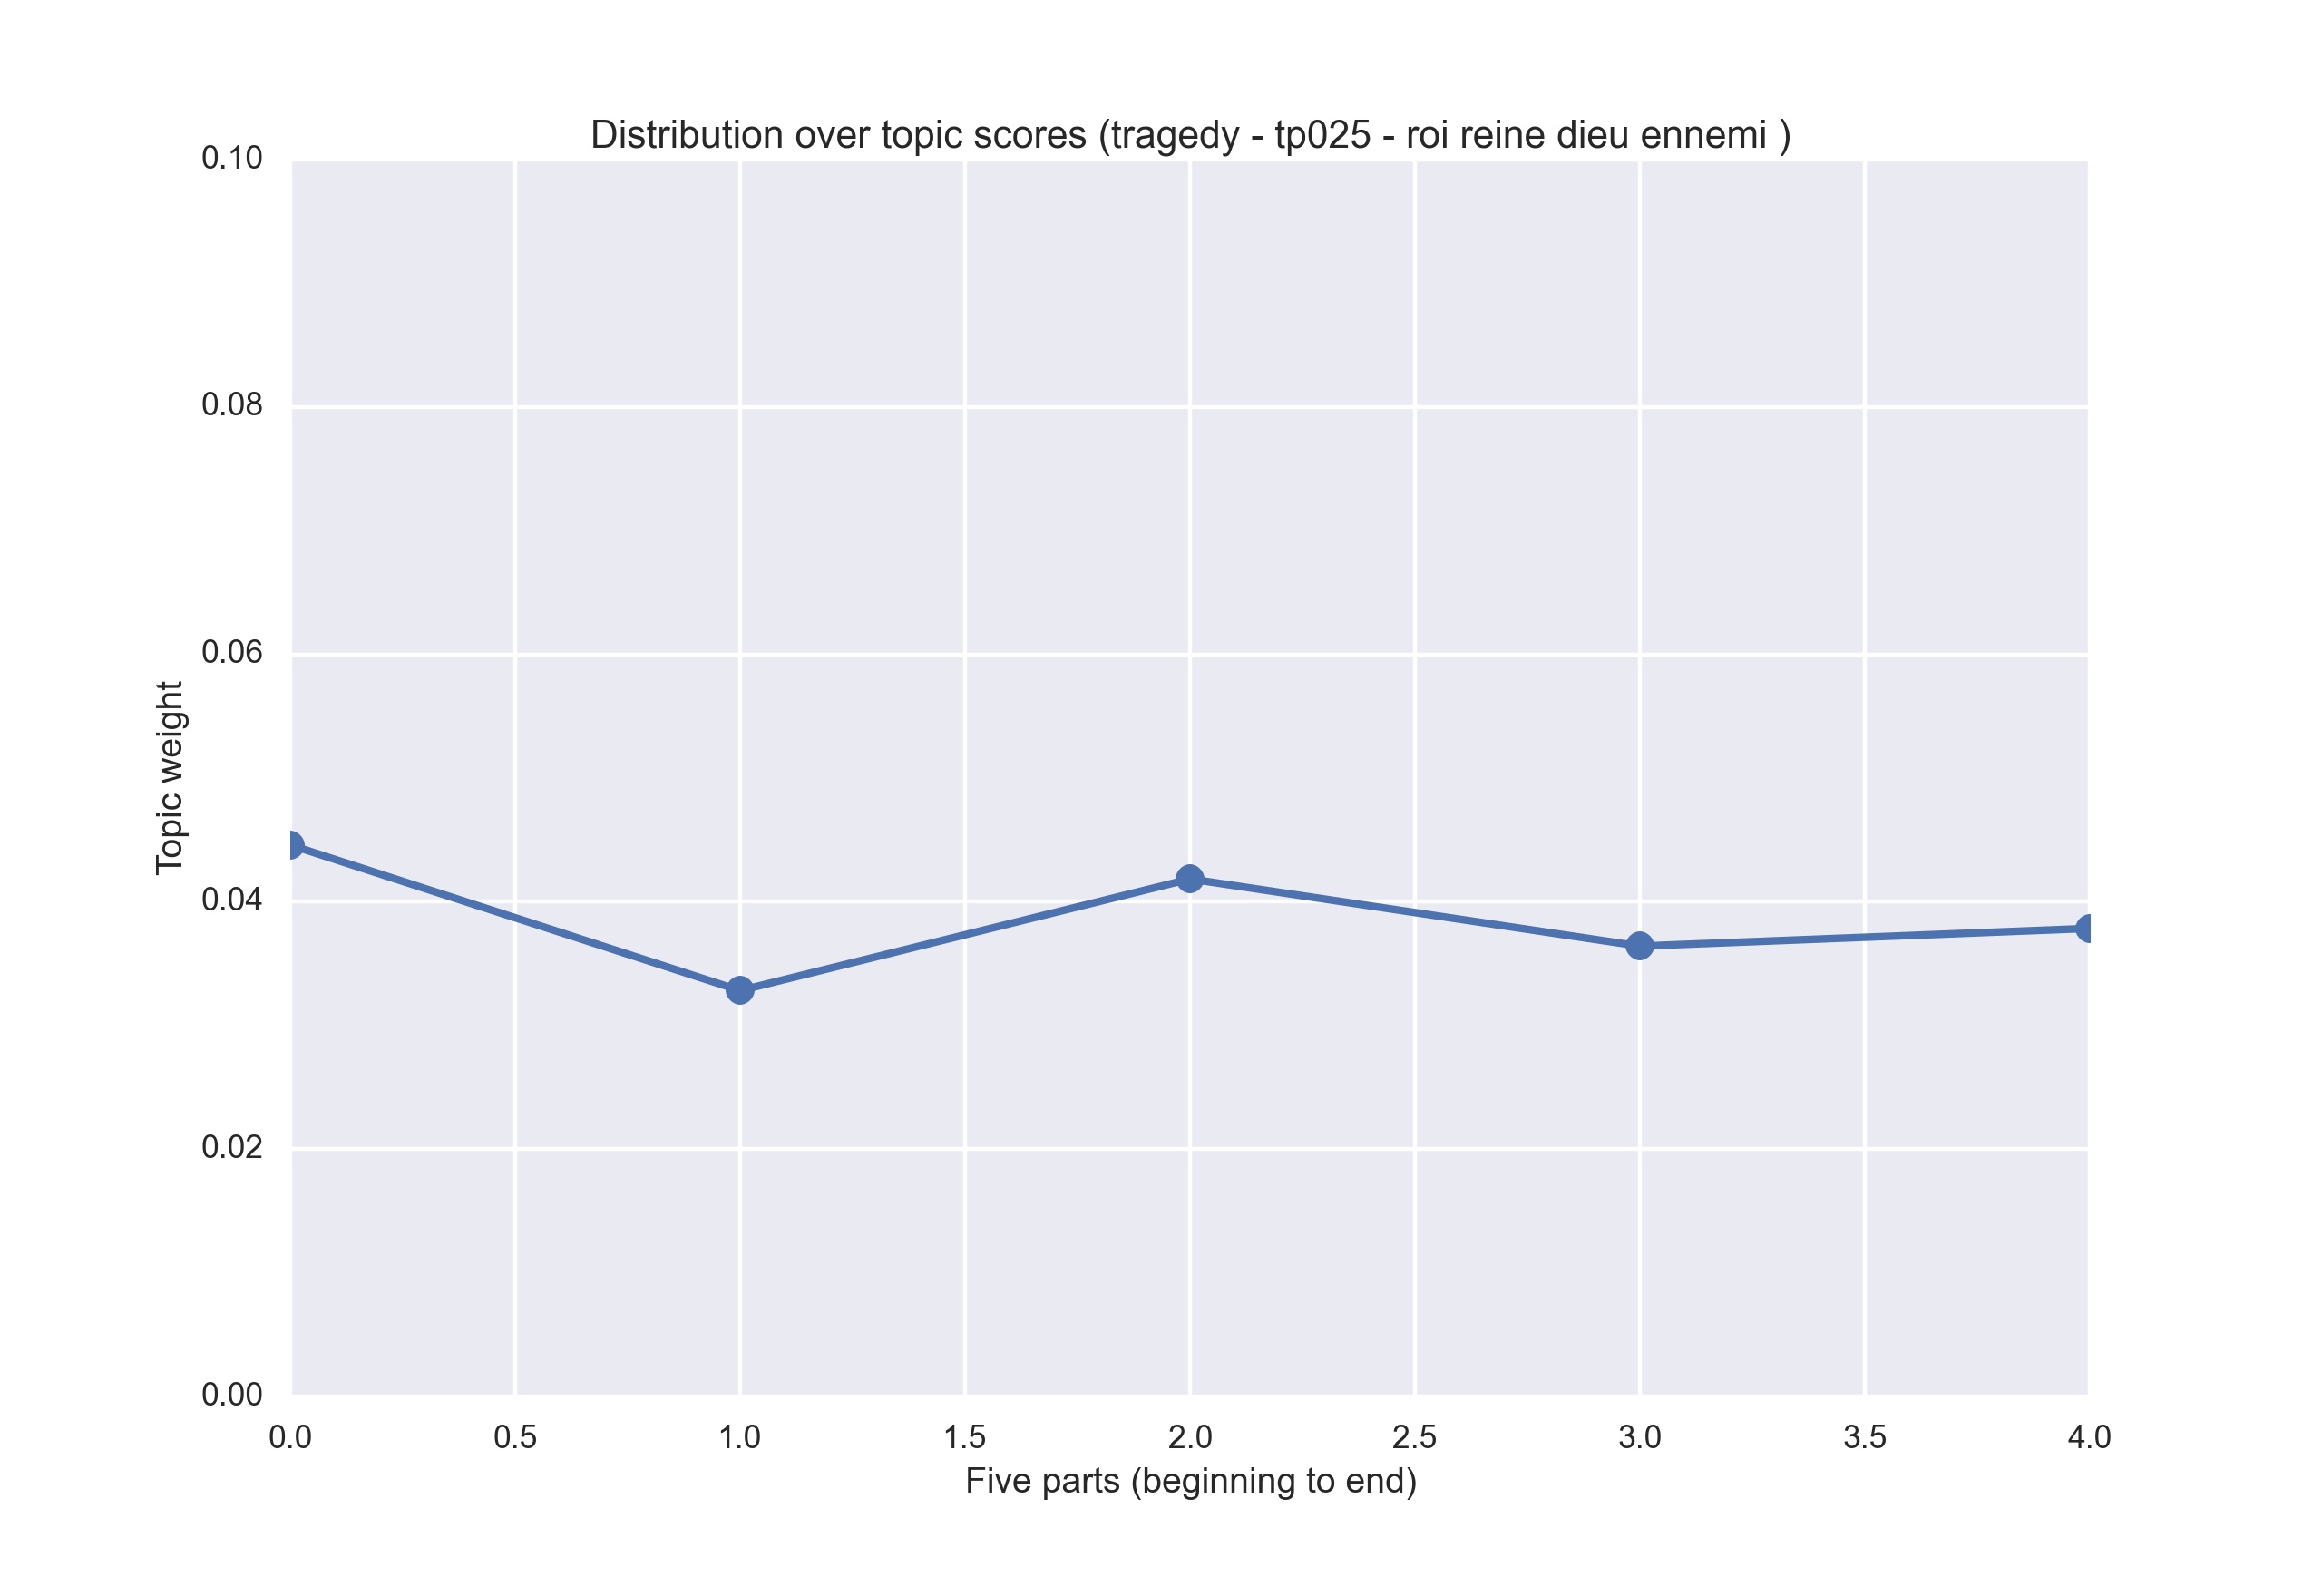 Distribution over topic scores (tragedy - tp025 - roi reine dieu ennemi )
0.10
0.08
0.06
0.04
0.02
0.00
Topic weight
0.0 0.5 1.0 1.5 2.0 2.5 3.0 3.5 4.0
Five parts (beginning to end)